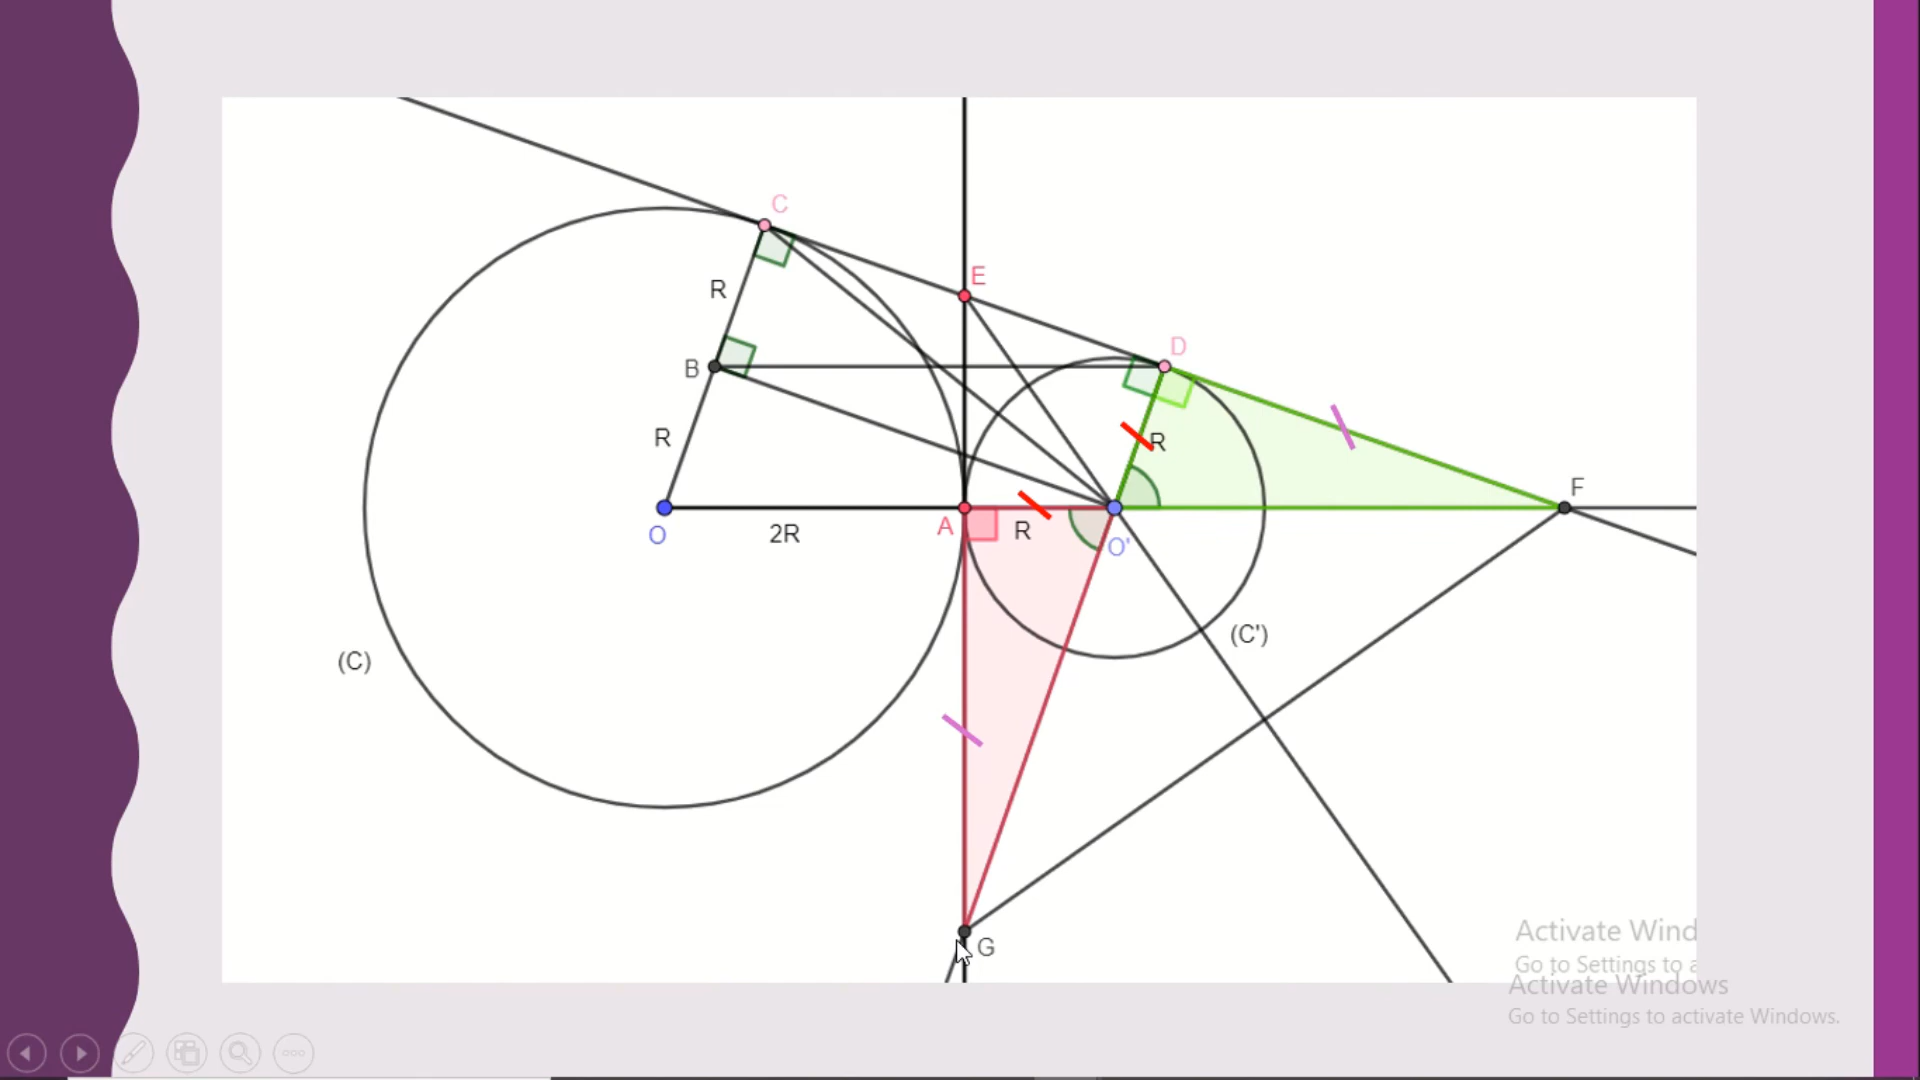 C
E
R
D
B
R
R
F
A
R
O
2R
O'
(C')
(C)
G
Activate Wind
Go to Settings to a
Activate Windows
Go to Settings to activate Windows.